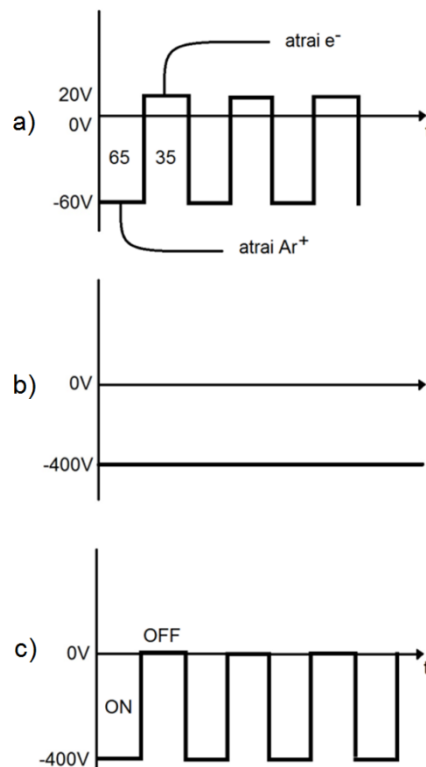 atrai e⁻
20V
a)
0V
65
35
-60V
atrai Ar⁺
b)
0V
-400V
c)
OFF
0V
t
ON
-400V